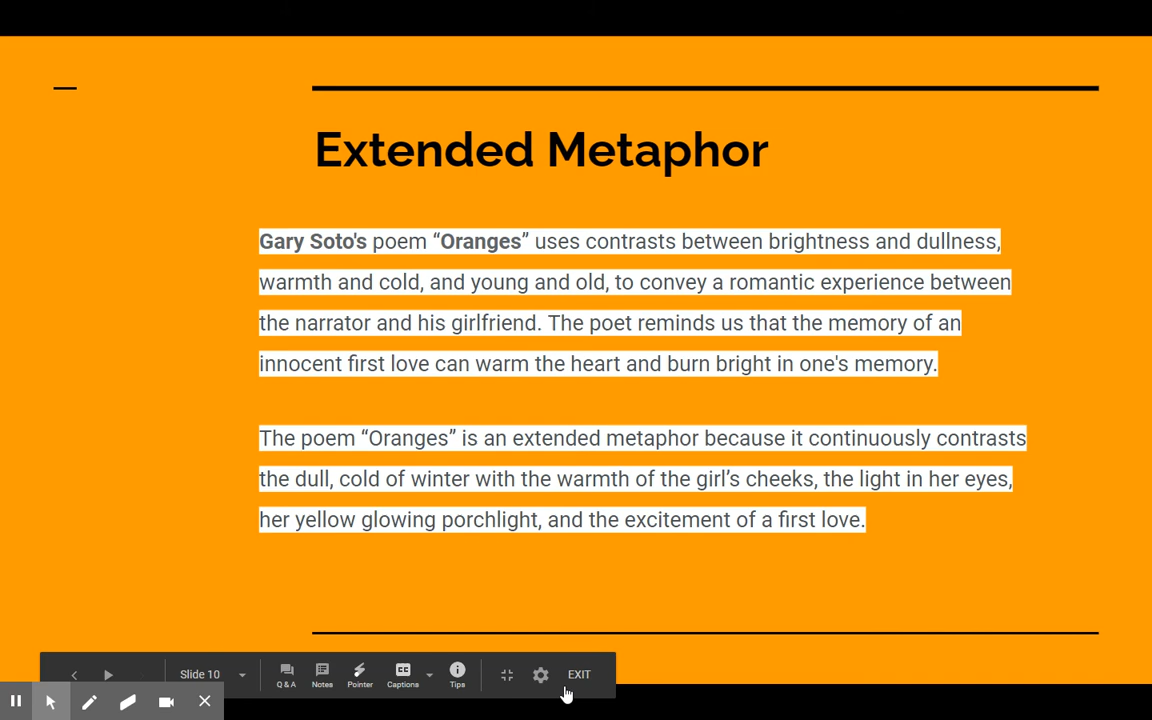 Extended Metaphor
Gary Soto's poem “Oranges” uses contrasts between brightness and dullness,
warmth and cold, and young and old, to convey a romantic experience between
the narrator and his girlfriend. The poet reminds us that the memory of an
innocent first love can warm the heart and burn bright in one's memory.
The poem “Oranges” is an extended metaphor because it continuously contrasts
the dull, cold of winter with the warmth of the girl’s cheeks, the light in her eyes,
her yellow glowing porchlight, and the excitement of a first love.
Slide 10
Q & A
Notes
Pointer
Captions
Tips
EXIT